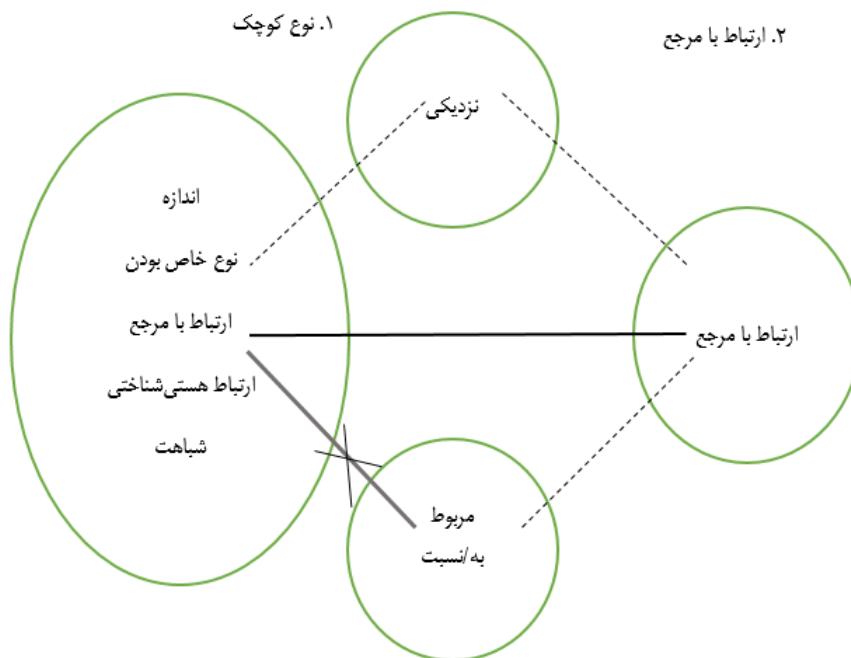 ۱. نوع کوچک
۲. ارتباط با مرجع
نزدیکی
اندازه
نوع خاص بودن
ارتباط با مرجع
ارتباط هستی‌شناختی
شباهت
ارتباط با مرجع
مربوط
به/نسبت